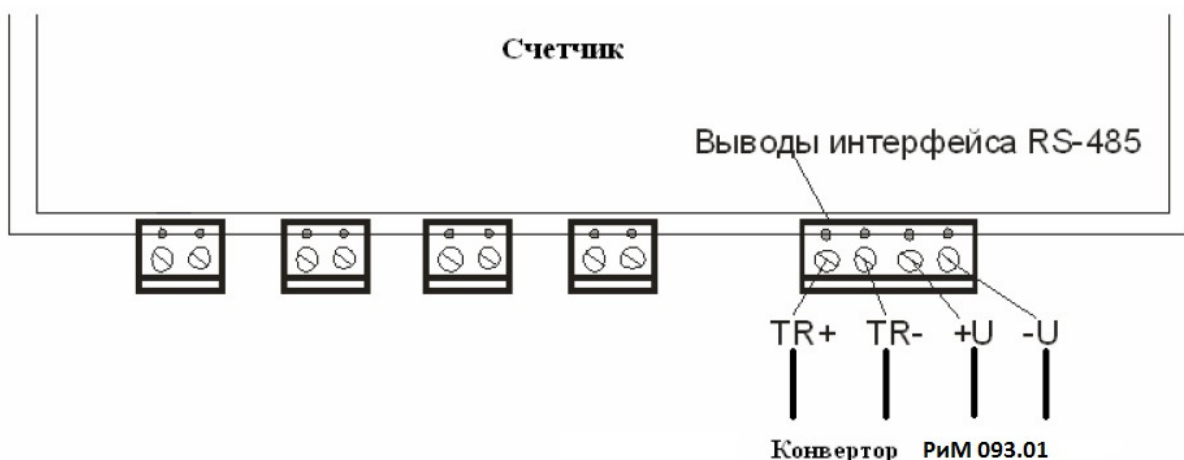 Счетчик
Выводы интерфейса RS-485
TR+ TR- +U -U
Конвертор РиМ 093.01